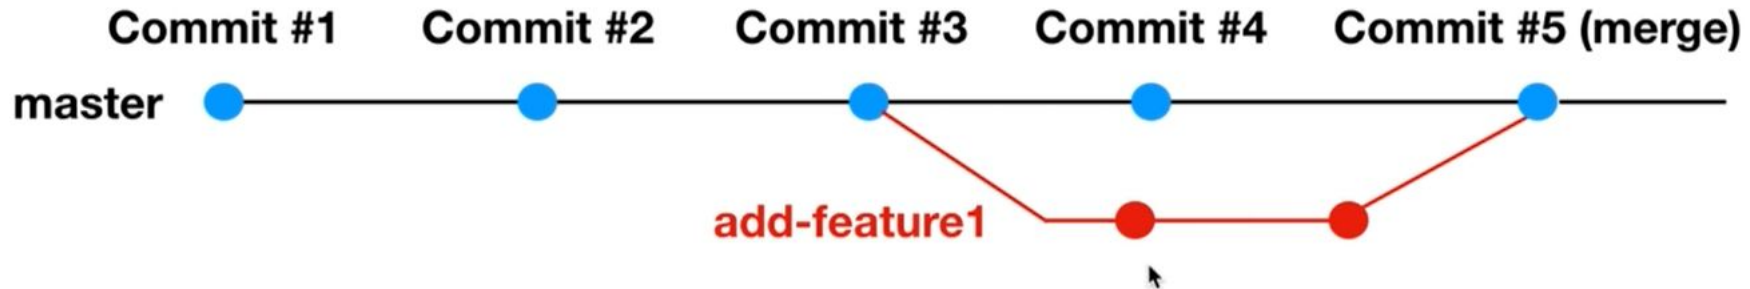 Commit #1 Commit #2 Commit #3 Commit #4 Commit #5 (merge)
master
add-feature1